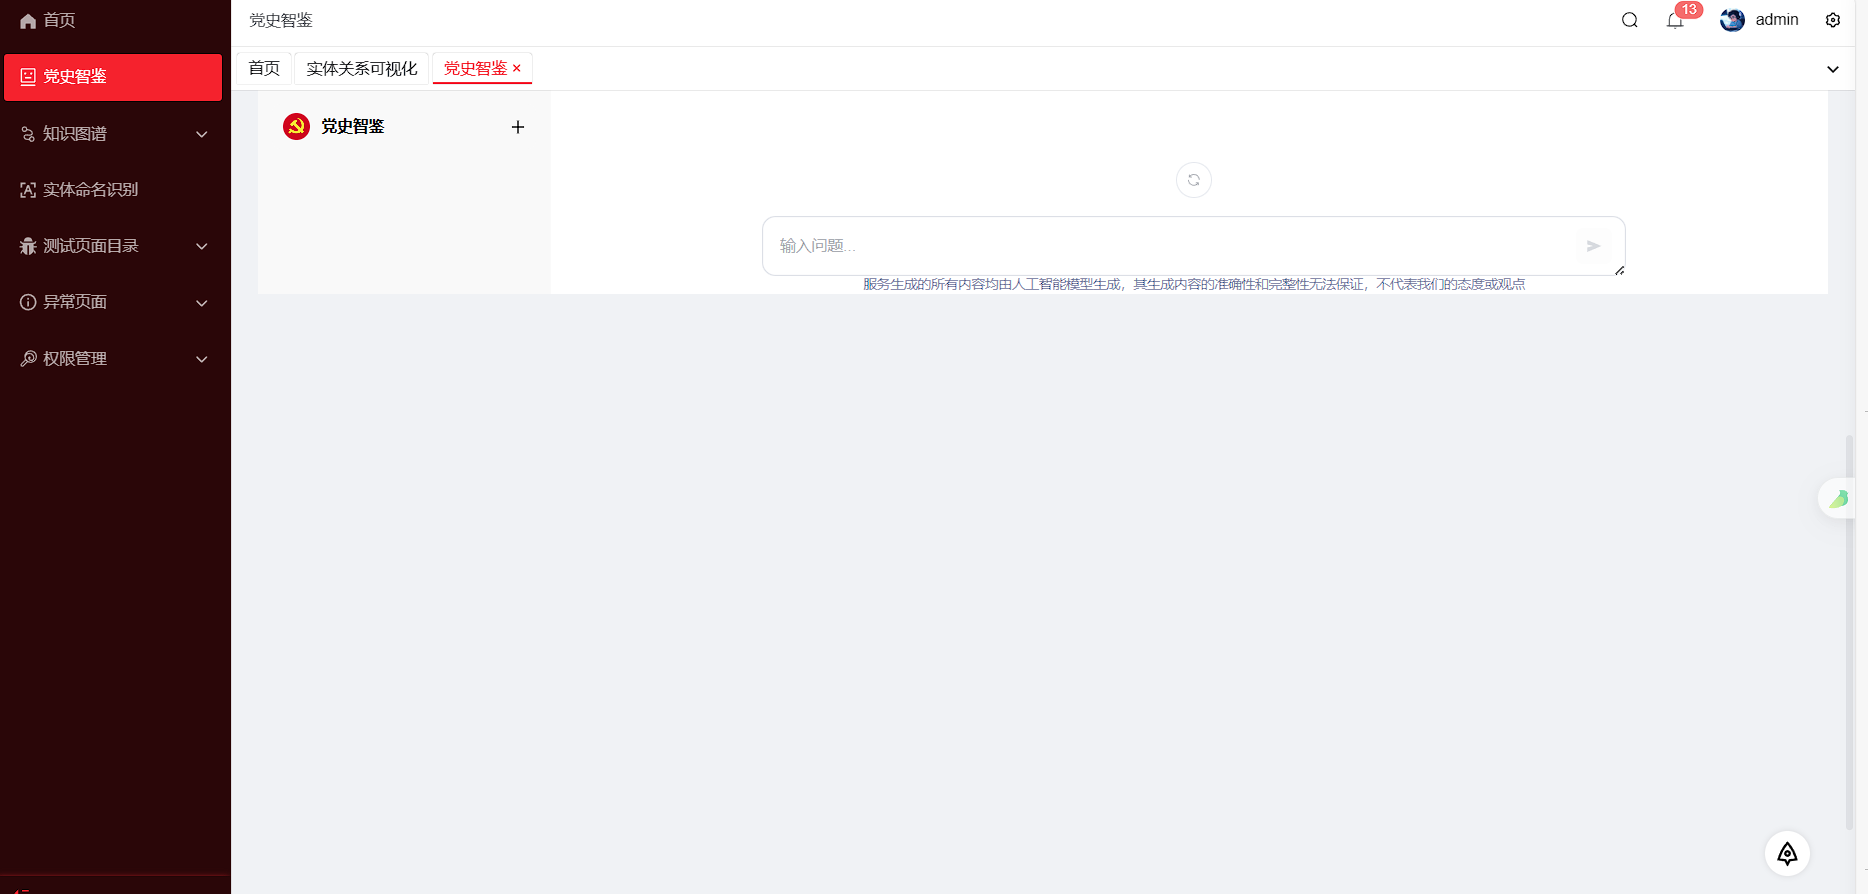 首页
党史智鉴
知识图谱
实体命名识别
测试页面目录
异常页面
权限管理
党史智鉴
13
admin
首页
实体关系可视化
党史智鉴 ×
党史智鉴
输入问题...
服务生成的所有内容均由人工智能模型生成，其生成内容的准确性和完整性无法保证，不代表我们的态度或观点